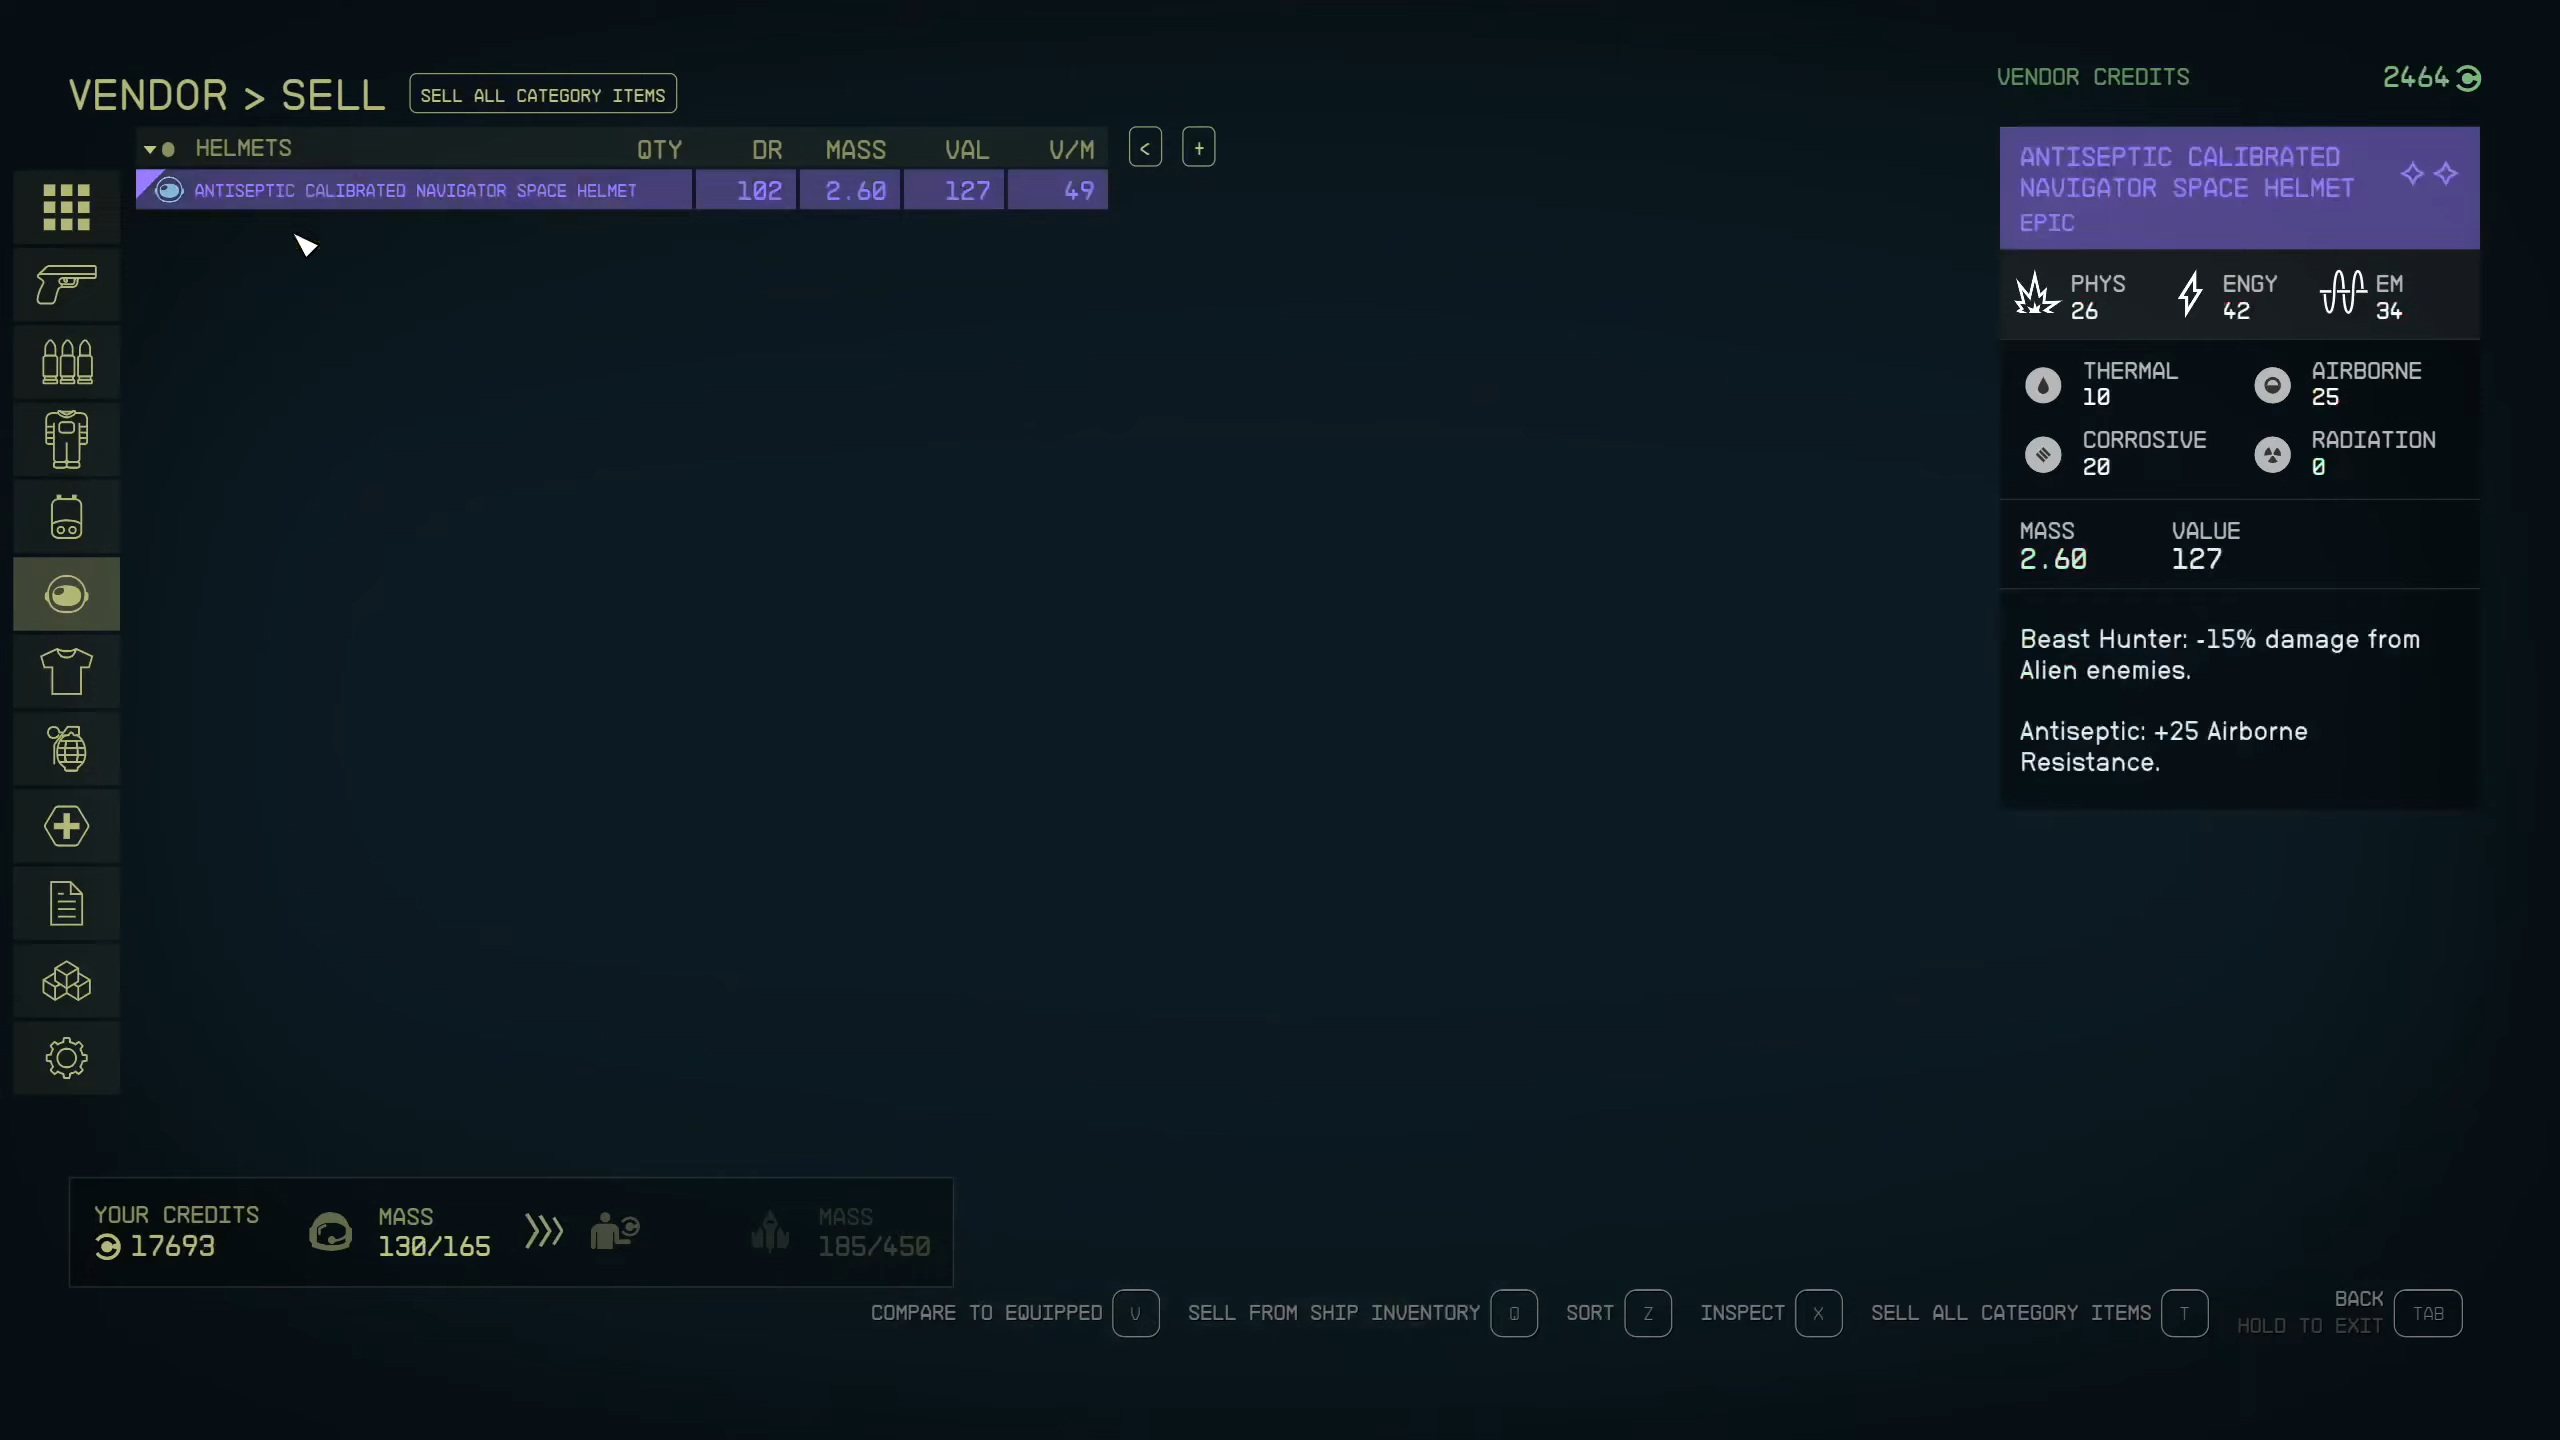 VENDOR > SELL
SELL ALL CATEGORY ITEMS
VENDOR CREDITS 2464
HELMETS QTY DR MASS VAL V/M
< +
ANTISEPTIC CALIBRATED NAVIGATOR SPACE HELMET 102 2.60 127 49
ANTISEPTIC CALIBRATED
NAVIGATOR SPACE HELMET
EPIC
PHYS ENGY EM
26 42 34
THERMAL AIRBORNE
10 25
CORROSIVE RADIATION
20 0
MASS VALUE
2.60 127
Beast Hunter: -15% damage from
Alien enemies.
Antiseptic: +25 Airborne
Resistance.
YOUR CREDITS MASS MASS
17693 130/165 185/450
COMPARE TO EQUIPPED V SELL FROM SHIP INVENTORY Q SORT Z INSPECT X SELL ALL CATEGORY ITEMS T BACK TAB
HOLD TO EXIT